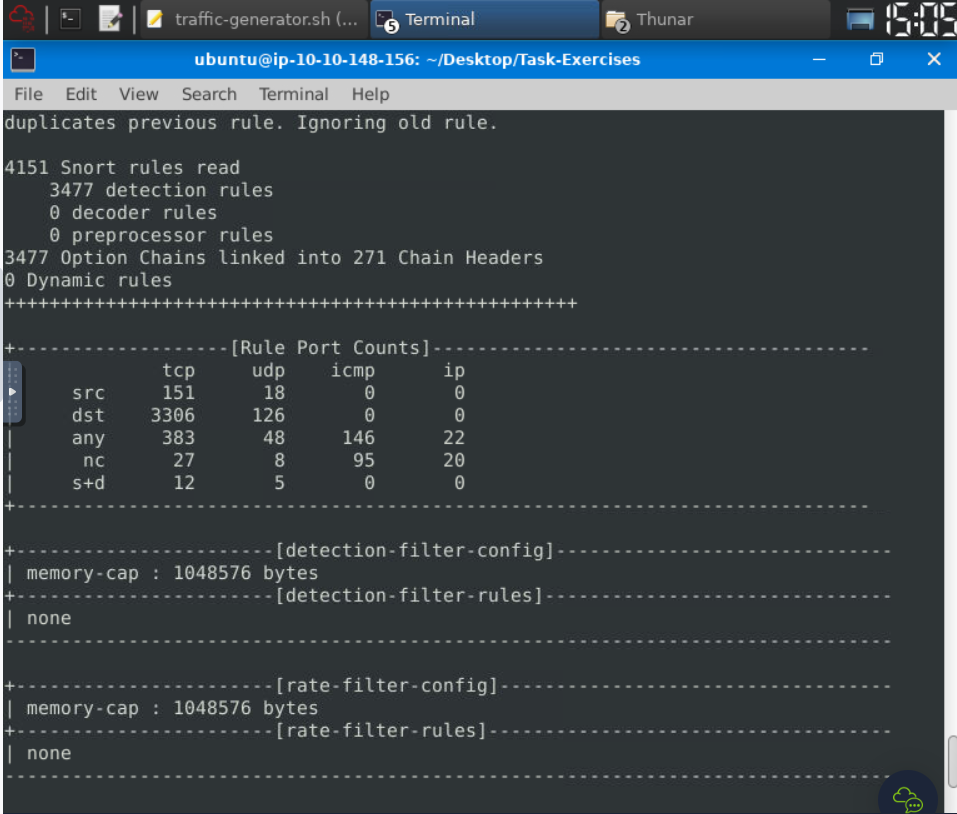 traffic-generator.sh (...
5 Terminal
2 Thunar
15:05
ubuntu@ip-10-10-148-156: ~/Desktop/Task-Exercises
File Edit View Search Terminal Help
duplicates previous rule. Ignoring old rule.
4151 Snort rules read
3477 detection rules
0 decoder rules
0 preprocessor rules
3477 Option Chains linked into 271 Chain Headers
0 Dynamic rules
+++++++++++++++++++++++++++++++++++++++++++++++++++
+-------------------[Rule Port Counts]---------------------------------------
tcp udp icmp ip
src 151 18 0 0
dst 3306 126 0 0
| any 383 48 146 22
| nc 27 8 95 20
| s+d 12 5 0 0
+----------------------------------------------------------------------------
+-----------------------[detection-filter-config]------------------------------
| memory-cap : 1048576 bytes
+-----------------------[detection-filter-rules]-------------------------------
| none
-------------------------------------------------------------------------------
+-----------------------[rate-filter-config]-----------------------------------
| memory-cap : 1048576 bytes
+-----------------------[rate-filter-rules]------------------------------------
| none
-------------------------------------------------------------------------------